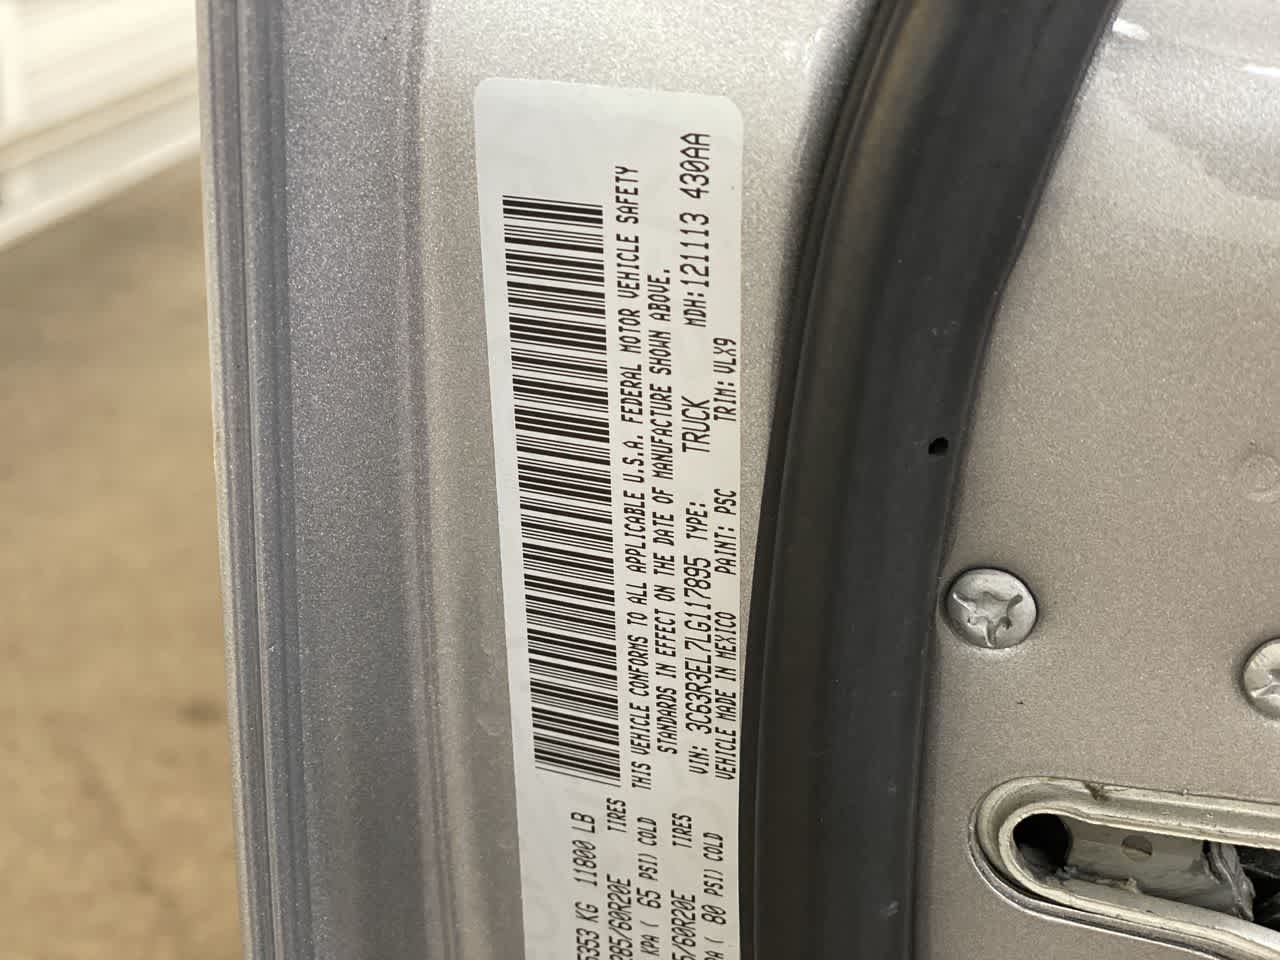 5353 KG 11800 LB
285/60R20E TIRES
KPA ( 65 PSI) COLD
5/60R20E TIRES
PA ( 80 PSI) COLD
THIS VEHICLE CONFORMS TO ALL APPLICABLE U.S.A. FEDERAL MOTOR VEHICLE SAFETY
STANDARDS IN EFFECT ON THE DATE OF MANUFACTURE SHOWN ABOVE.
VIN: 3C63R3EL7LG117895 TYPE: TRUCK MDH:121113 430AA
VEHICLE MADE IN MEXICO PAINT: PSC TRIM:VLX9